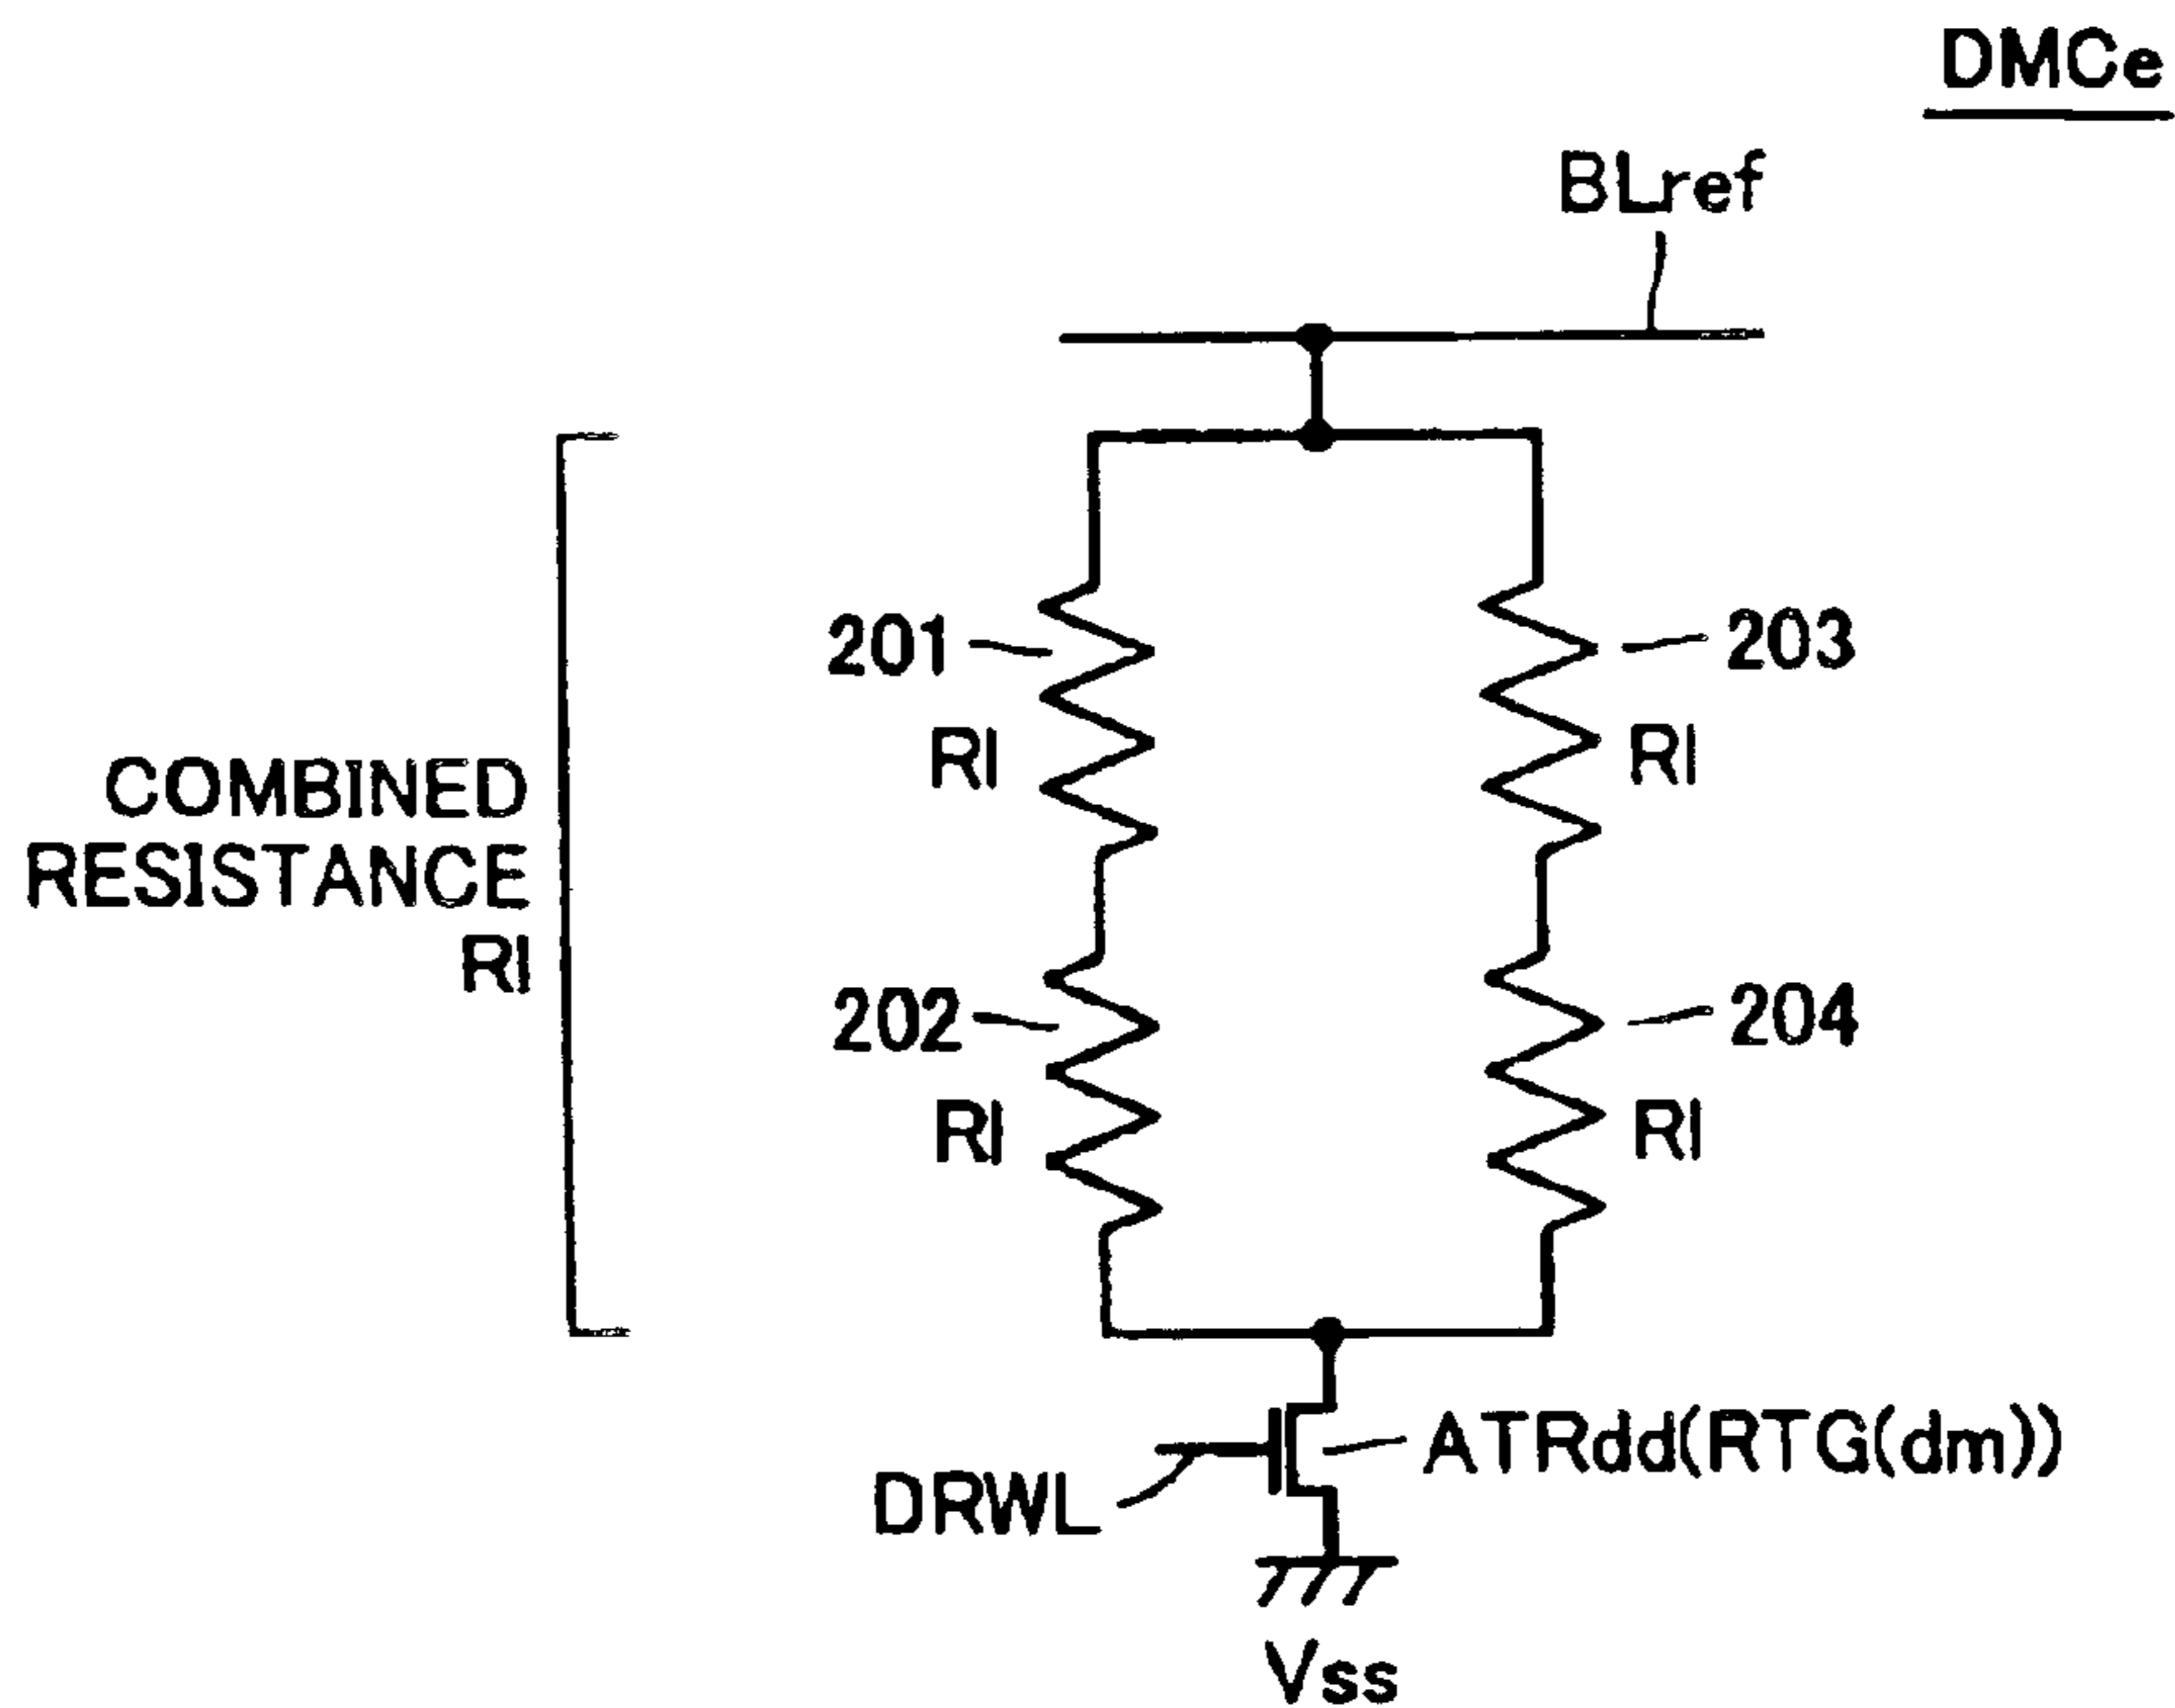 DMCe
BLref
201
203
RI
RI
COMBINED
RESISTANCE
RI
202
204
RI
RI
ATRdd(RTG(dm))
DRWL
Vss